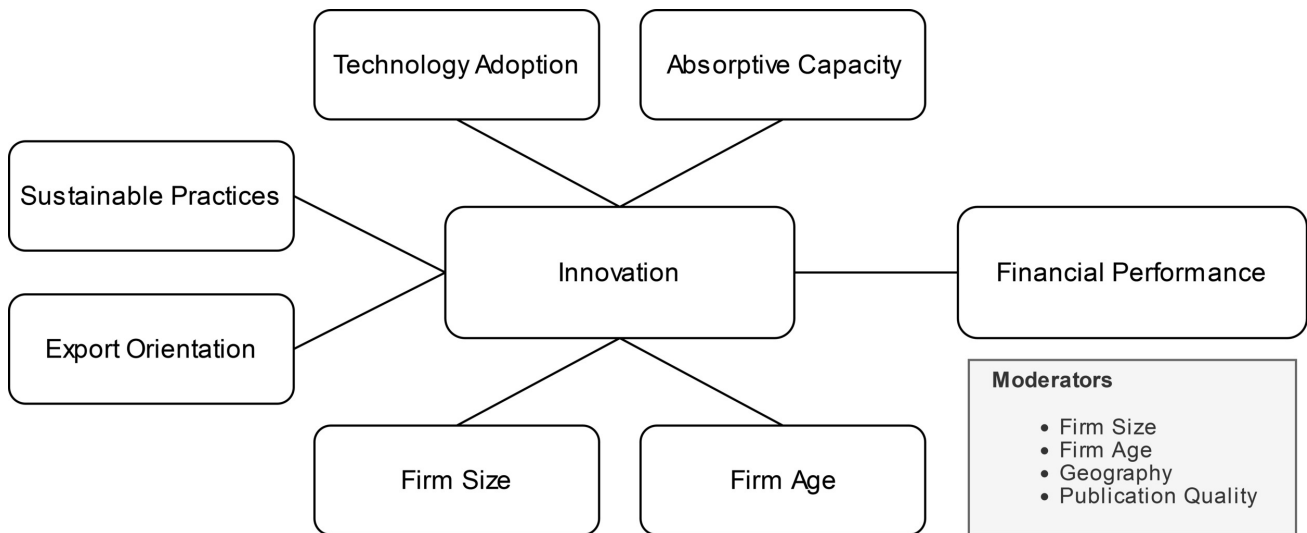 Technology Adoption
Absorptive Capacity
Sustainable Practices
Innovation
Financial Performance
Export Orientation
Moderators
• Firm Size
• Firm Age
• Geography
• Publication Quality
Firm Size
Firm Age